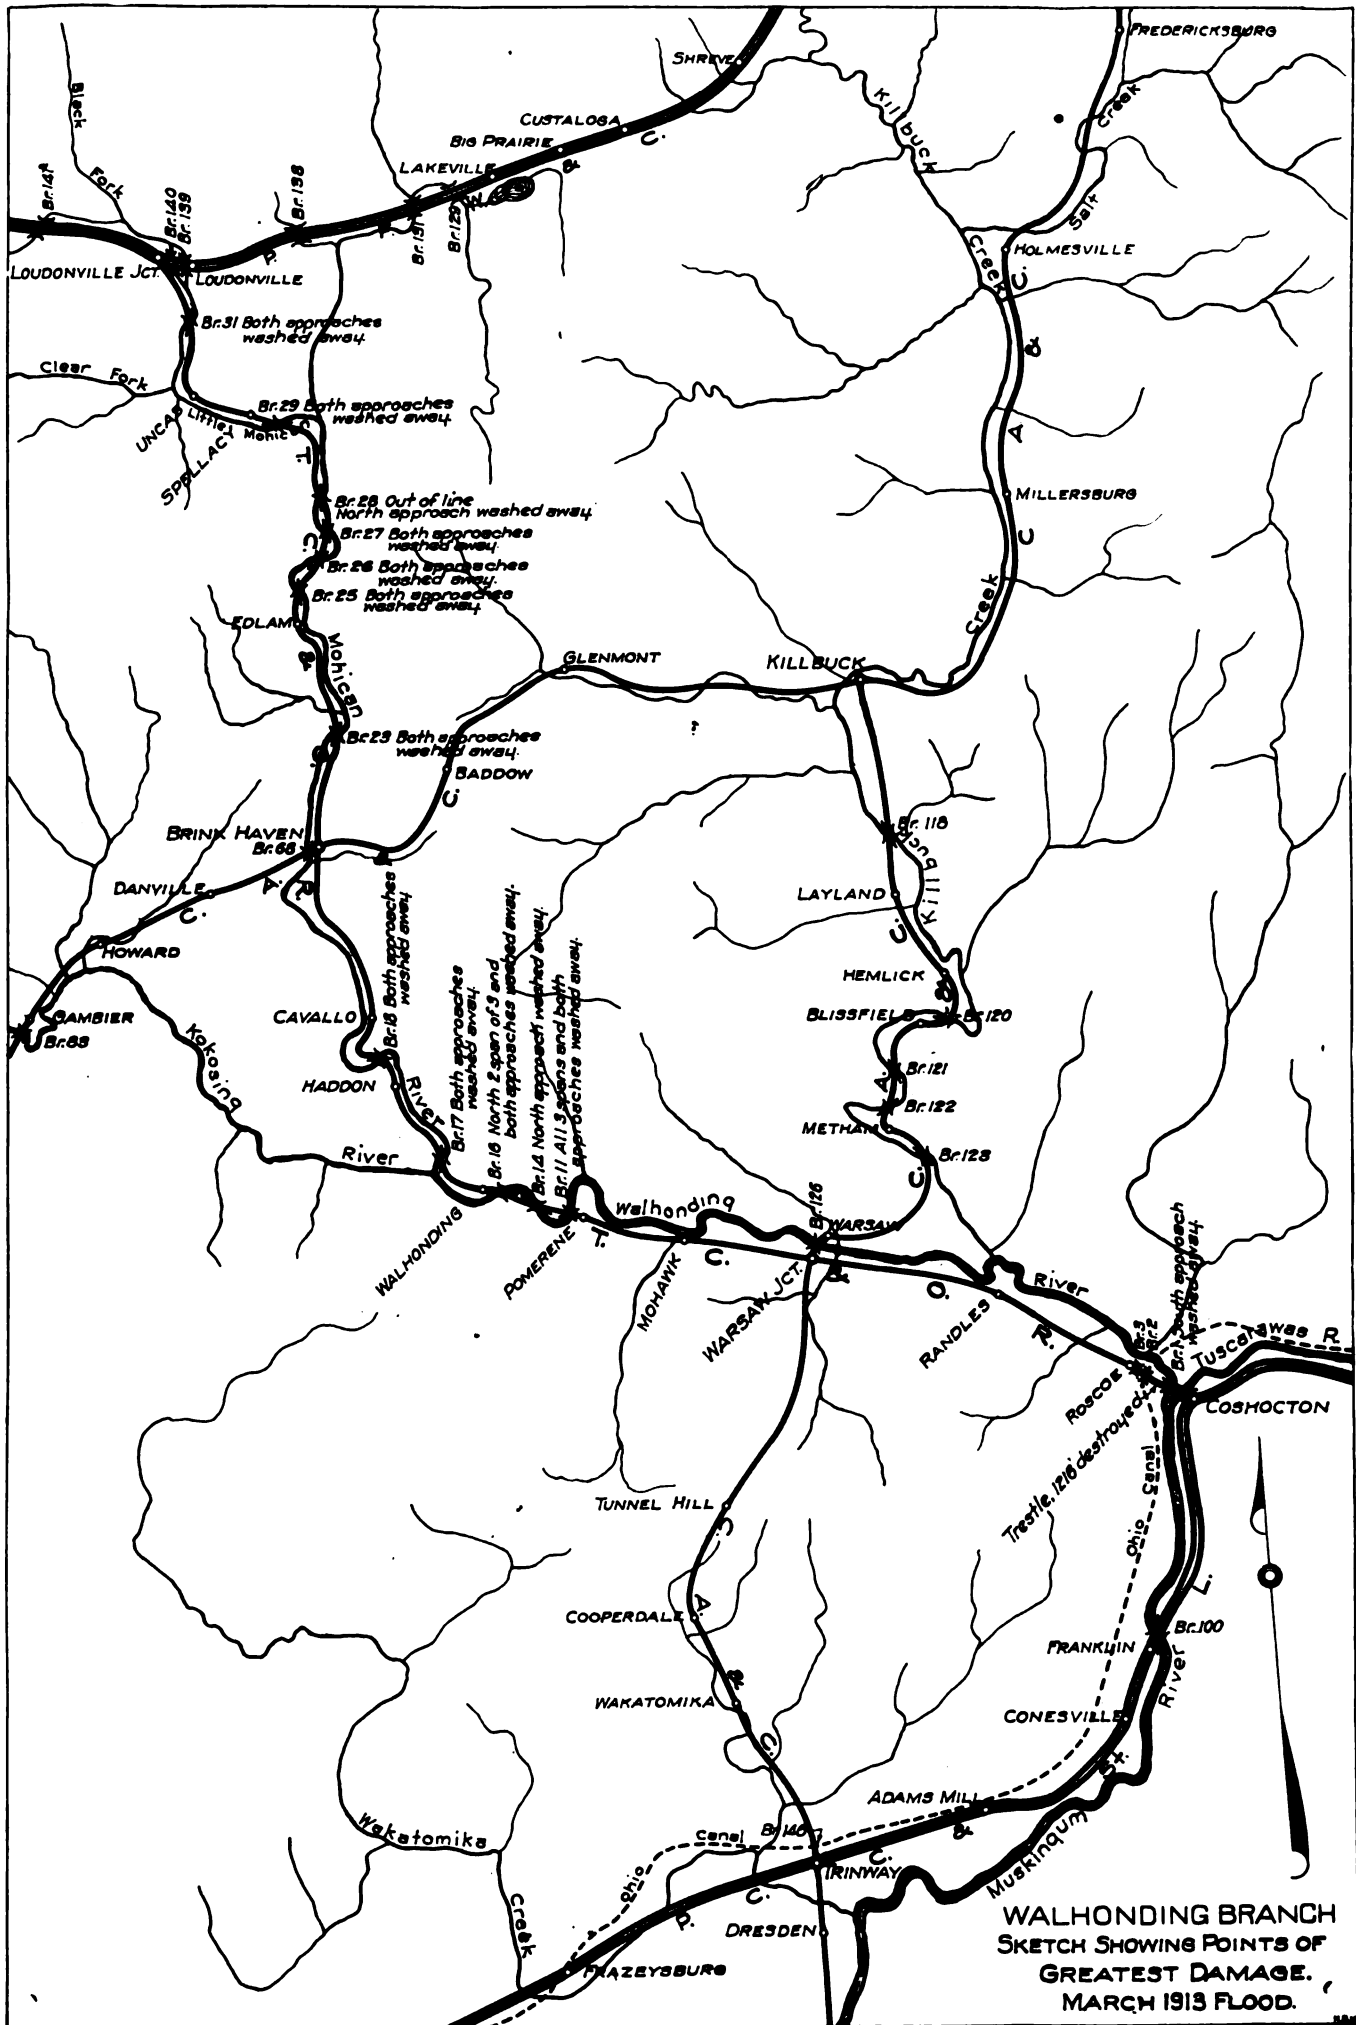 FREDERICKSBURG
SHREVE
Killbuck
Creek
Black
CUSTALOGA
C.
BIG PRAIRIE
&
LAKEVILLE
Fork
Br. 141ᴬ
Br. 140
Br. 139
Br. 138
Br. 131
Br. 129
W.
F.
P.
Salt
Creek
HOLMESVILLE
C.
LOUDONVILLE JCT.
LOUDONVILLE
Br. 31 Both approaches
washed away.
&
Clear Fork
Br. 29 Both approaches
washed away.
UNCAS
Little Mohican
SPELLACY
T.
A
Br. 28 Out of line
North approach washed away
MILLERSBURG
Br. 27 Both approaches
washed away.
C.
C
Br. 26 Both approaches
washed away.
Br. 25 Both approaches
washed away.
Creek
EDLAM
Mohican
&
GLENMONT
KILLBUCK
Br. 23 Both approaches
washed away.
O.
BADDOW
C.
BRINK HAVEN
Br. 66
Br. 118
Killbuck
&
A.
R.
DANVILLE
C.
LAYLAND
C.
HOWARD
Br. 18 Both approaches
washed away
Br. 17 Both approaches
washed away.
Br. 16 North 2 span of 3 and
both approaches washed away.
Br. 14 North approach washed away.
Br. 11 All 3 spans and both
approaches washed away.
HEMLICK
&
GAMBIER
Br. 63
CAVALLO
BLISSFIELD
Br. 120
Kokosing
River
HADDON
River
Br. 121
A.
Br. 122
METHAM
Br. 123
C.
Walhonding
Br. 126
WARSAW
WALHONDING
POMERENE
T.
MOHAWK
C.
WARSAW JCT.
&
O.
RANDLES
River
R.
Br. 3
Br. 2
Br. 1 South approach
washed away.
Tuscarawas R.
ROSCOE
COSHOCTON
Trestle, 1216' destroyed
Ohio Canal
TUNNEL HILL
C.
L.
COOPERDALE
A.
Br. 100
FRANKLIN
River
WAKATOMIKA
&
CONESVILLE
C.
St.
ADAMS MILL
&
Wakatomika
Creek
Ohio Canal
Br. 146
C.
TRINWAY
Muskingum
C.
P.
DRESDEN
FRAZEYSBURG
WALHONDING BRANCH
SKETCH SHOWING POINTS OF
GREATEST DAMAGE.
MARCH 1913 FLOOD.